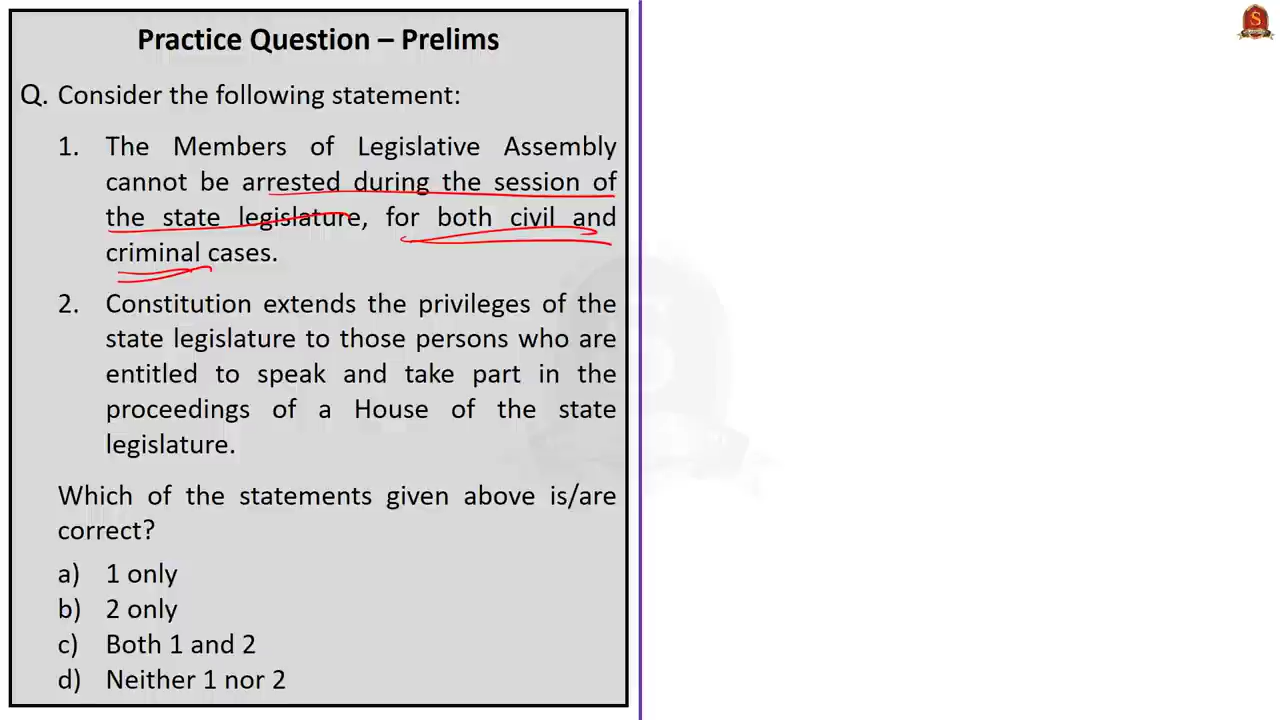 Practice Question – Prelims
Q. Consider the following statement:
1. The Members of Legislative Assembly
cannot be arrested during the session of
the state legislature, for both civil and
criminal cases.
2. Constitution extends the privileges of the
state legislature to those persons who are
entitled to speak and take part in the
proceedings of a House of the state
legislature.
Which of the statements given above is/are
correct?
a) 1 only
b) 2 only
c) Both 1 and 2
d) Neither 1 nor 2
S